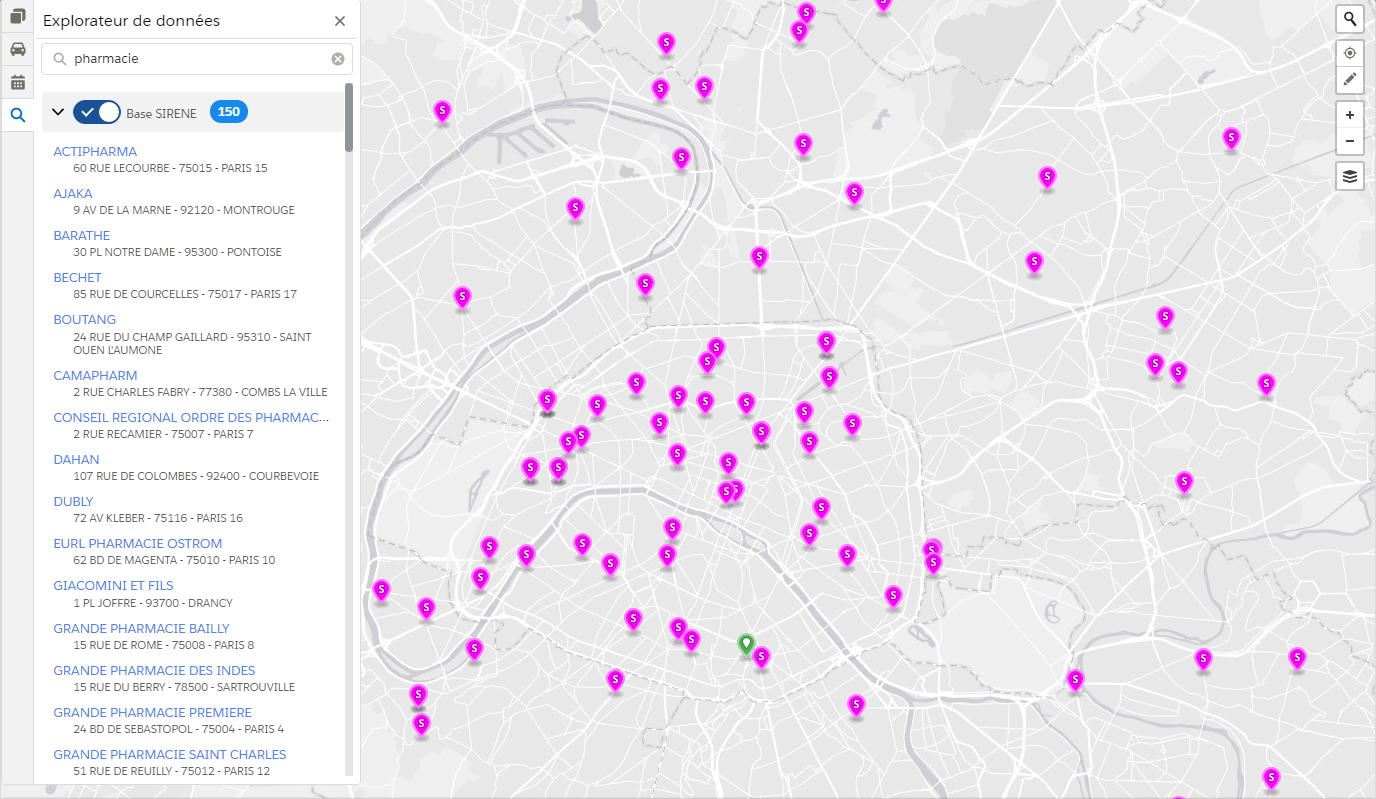 Explorateur de données
pharmacie
Base SIRENE 150
ACTIPHARMA
60 RUE LECOURBE - 75015 - PARIS 15
AJAKA
9 AV DE LA MARNE - 92120 - MONTROUGE
BARATHE
30 PL NOTRE DAME - 95300 - PONTOISE
BECHET
85 RUE DE COURCELLES - 75017 - PARIS 17
BOUTANG
24 RUE DU CHAMP GAILLARD - 95310 - SAINT
OUEN L'AUMONE
CAMAPHARM
2 RUE CHARLES FABRY - 77380 - COMBS LA VILLE
CONSEIL REGIONAL ORDRE DES PHARMAC...
2 RUE RECAMIER - 75007 - PARIS 7
DAHAN
107 RUE DE COLOMBES - 92400 - COURBEVOIE
DUBLY
72 AV KLEBER - 75116 - PARIS 16
EURL PHARMACIE OSTROM
62 BD DE MAGENTA - 75010 - PARIS 10
GIACOMINI ET FILS
1 PL JOFFRE - 93700 - DRANCY
GRANDE PHARMACIE BAILLY
15 RUE DE ROME - 75008 - PARIS 8
GRANDE PHARMACIE DES INDES
15 RUE DU BERRY - 78500 - SARTROUVILLE
GRANDE PHARMACIE PREMIERE
24 BD DE SEBASTOPOL - 75004 - PARIS 4
GRANDE PHARMACIE SAINT CHARLES
51 RUE DE REUILLY - 75012 - PARIS 12